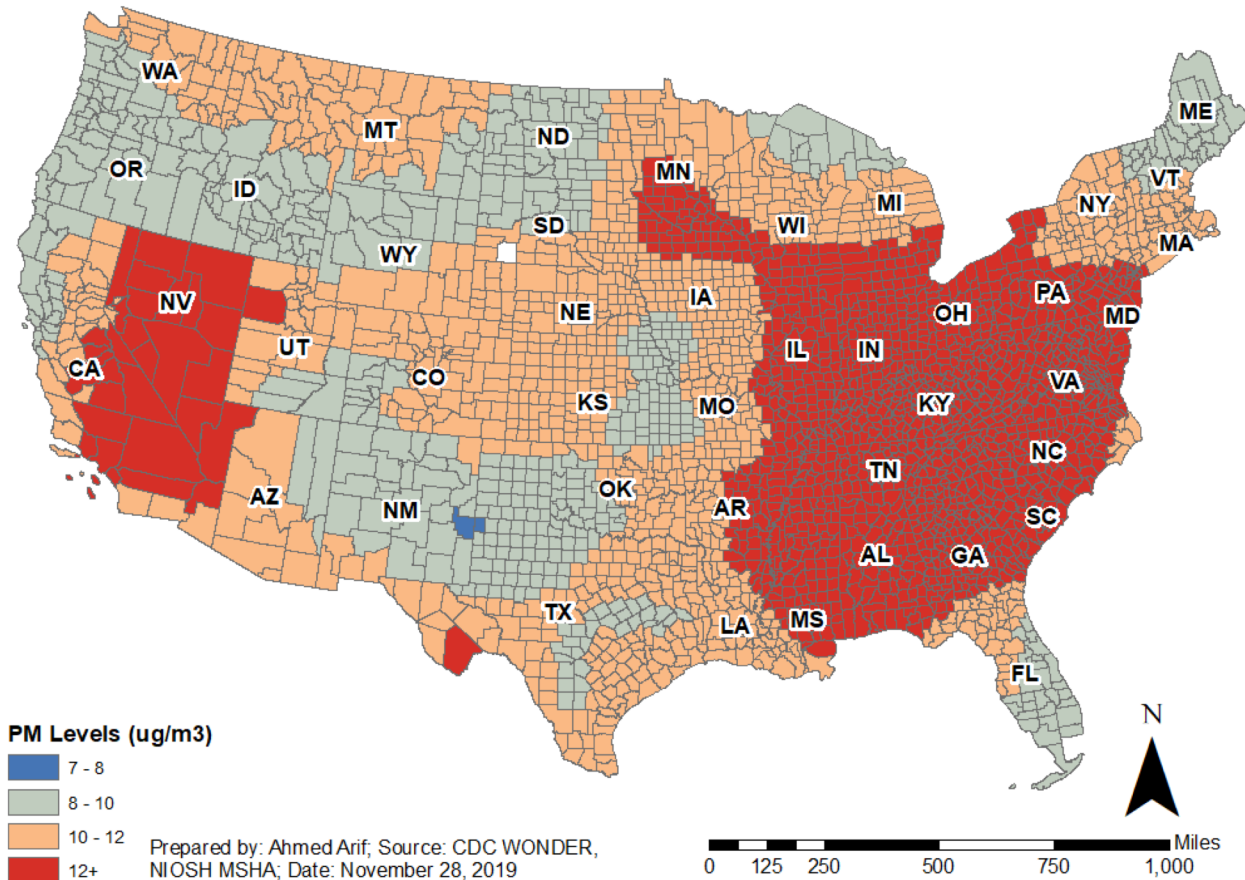 WA
MT
ND
ME
OR
ID
MN
VT
NY
MI
SD
WI
WY
MA
NV
NE
IA
PA
OH
MD
UT
IL
IN
CA
CO
VA
KS
MO
KY
NC
TN
OK
AZ
NM
AR
SC
AL
GA
TX
LA
MS
FL
N
PM Levels (ug/m3)
7 - 8
8 - 10
10 - 12
12+
Prepared by: Ahmed Arif; Source: CDC WONDER,
NIOSH MSHA; Date: November 28, 2019
Miles
0 125 250 500 750 1,000